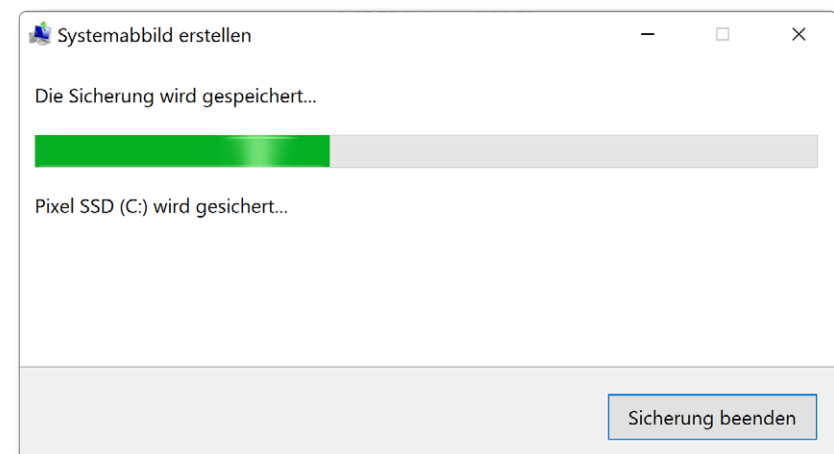 Systemabbild erstellen
Die Sicherung wird gespeichert...
Pixel SSD (C:) wird gesichert...
Sicherung beenden